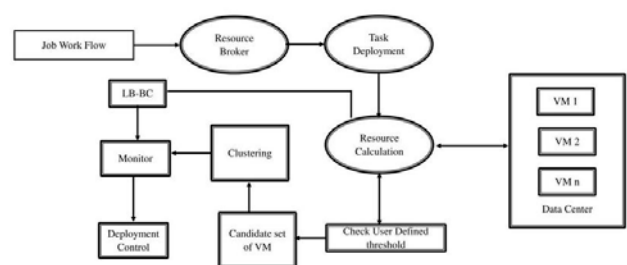 Job Work Flow
Resource
Broker
Task
Deployment
LB-BC
Monitor
Clustering
Resource
Calculation
VM 1
VM 2
VM n
Data Center
Deployment
Control
Candidate set
of VM
Check User Defined
threshold